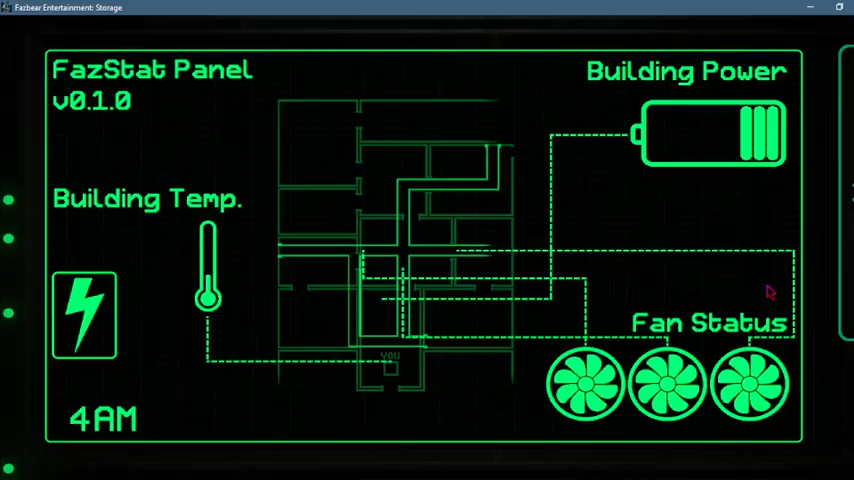 Fazbear Entertainment: Storage
FazStat Panel
v0.1.0
Building Power
Building Temp.
Fan Status
YOU
4AM